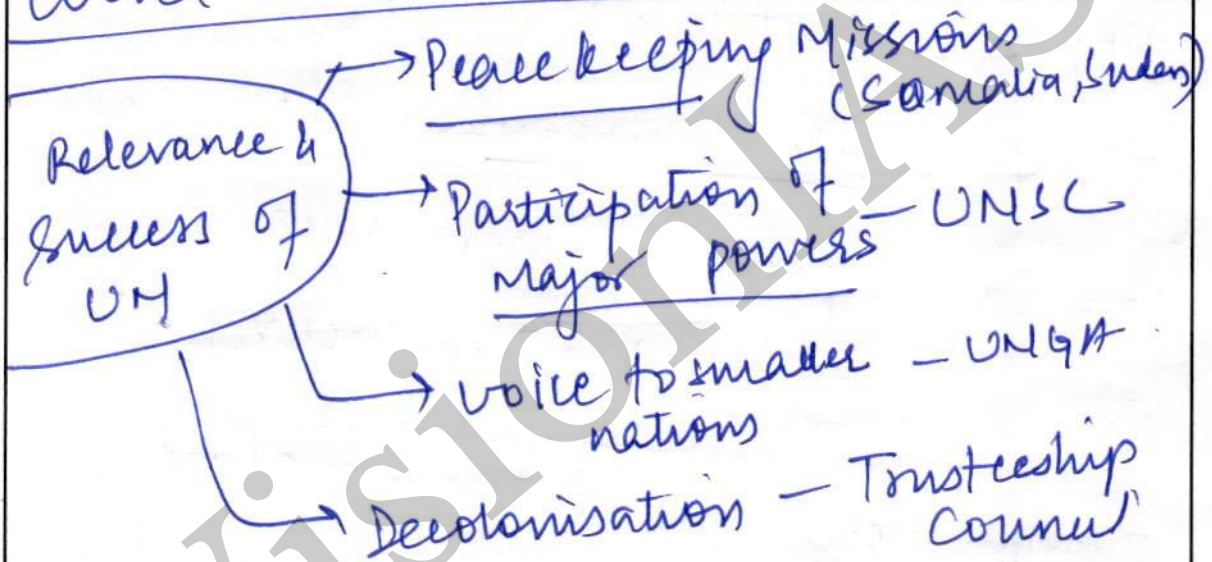 Relevance &
Success of
UN
→ Peace keeping Missions
(Somalia, Sudan)
→ Participation of
Major powers – UNSC
→ voice to smaller – UNGA
nations
→ Decolonisation – Trusteeship
Council
VisionIAS